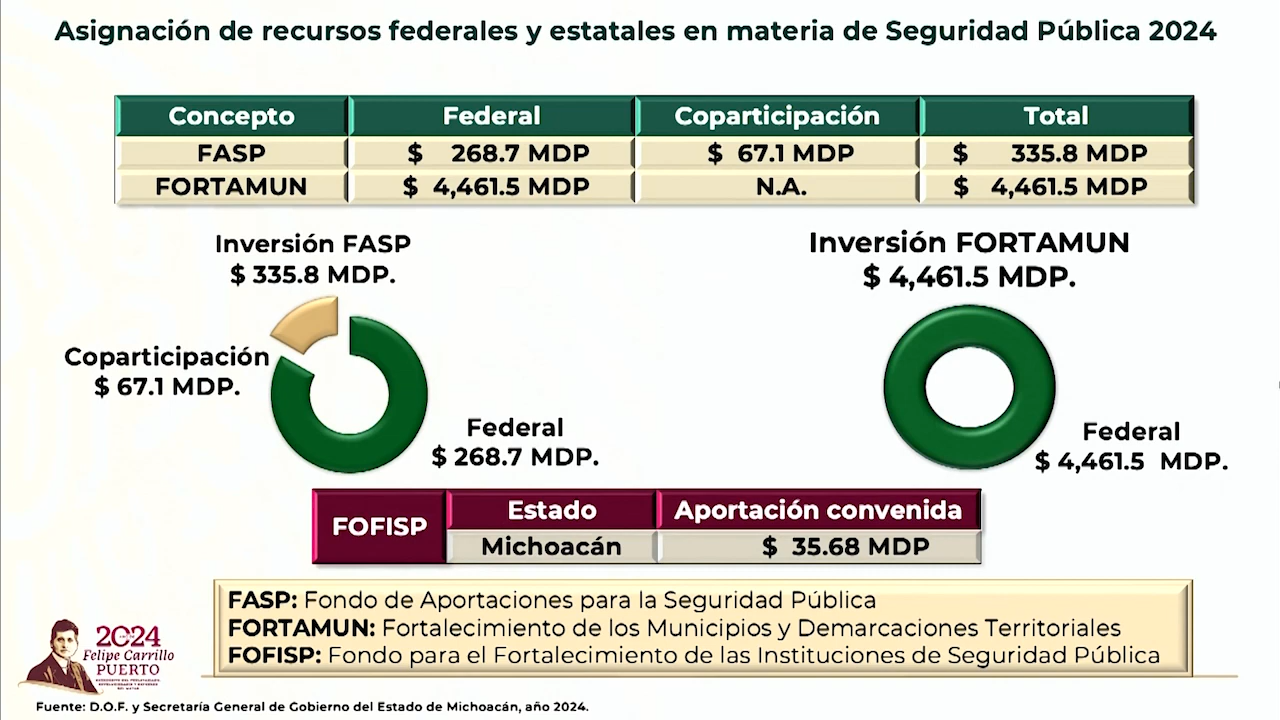 Asignación de recursos federales y estatales en materia de Seguridad Pública 2024
Concepto Federal Coparticipación Total
FASP $ 268.7 MDP $ 67.1 MDP $ 335.8 MDP
FORTAMUN $ 4,461.5 MDP N.A. $ 4,461.5 MDP
Inversión FASP
$ 335.8 MDP.
Coparticipación
$ 67.1 MDP.
Federal
$ 268.7 MDP.
Inversión FORTAMUN
$ 4,461.5 MDP.
Federal
$ 4,461.5 MDP.
FOFISP Estado Aportación convenida
Michoacán $ 35.68 MDP
FASP: Fondo de Aportaciones para la Seguridad Pública
FORTAMUN: Fortalecimiento de los Municipios y Demarcaciones Territoriales
FOFISP: Fondo para el Fortalecimiento de las Instituciones de Seguridad Pública
2024
Felipe Carrillo
PUERTO
Fuente: D.O.F. y Secretaría General de Gobierno del Estado de Michoacán, año 2024.